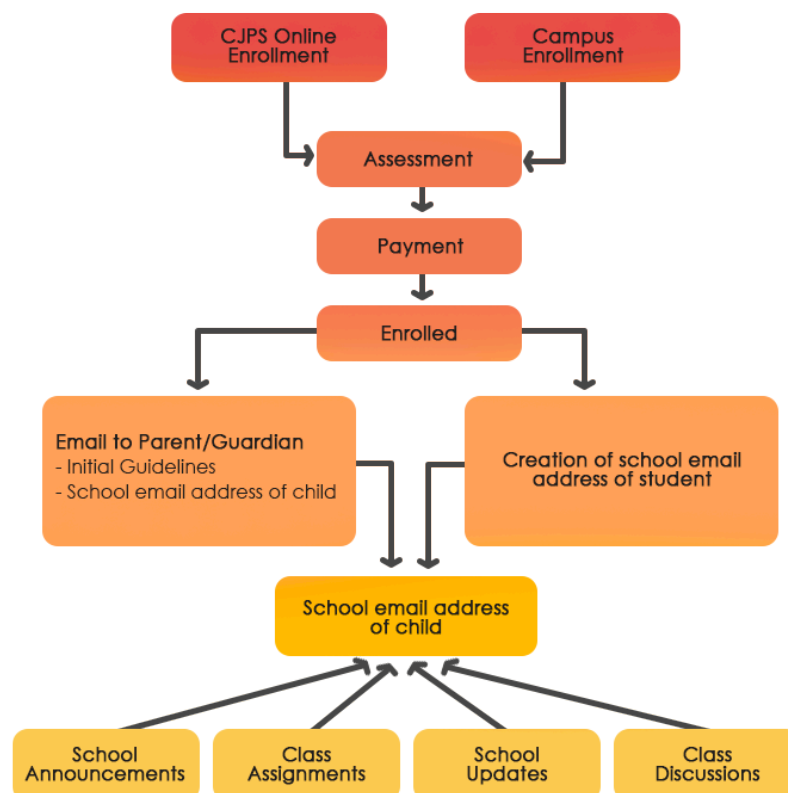 CJPS Online
Enrollment
Campus
Enrollment
Assessment
Payment
Enrolled
Email to Parent/Guardian
- Initial Guidelines
- School email address of child
Creation of school email
address of student
School email address
of child
School
Announcements
Class
Assignments
School
Updates
Class
Discussions